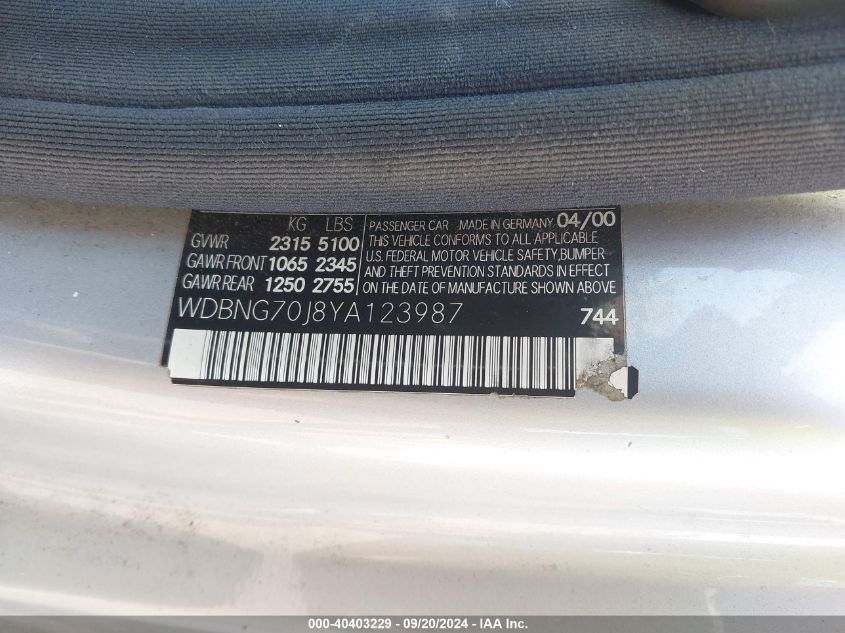 KG LBS
GVWR 2315 5100
GAWR FRONT 1065 2345
GAWR REAR 1250 2755
PASSENGER CAR MADE IN GERMANY 04/00
THIS VEHICLE CONFORMS TO ALL APPLICABLE
U.S. FEDERAL MOTOR VEHICLE SAFETY, BUMPER
AND THEFT PREVENTION STANDARDS IN EFFECT
ON THE DATE OF MANUFACTURE SHOWN ABOVE
WDBNG70J8YA123987 744
000-40403229 - 09/20/2024 - IAA Inc.